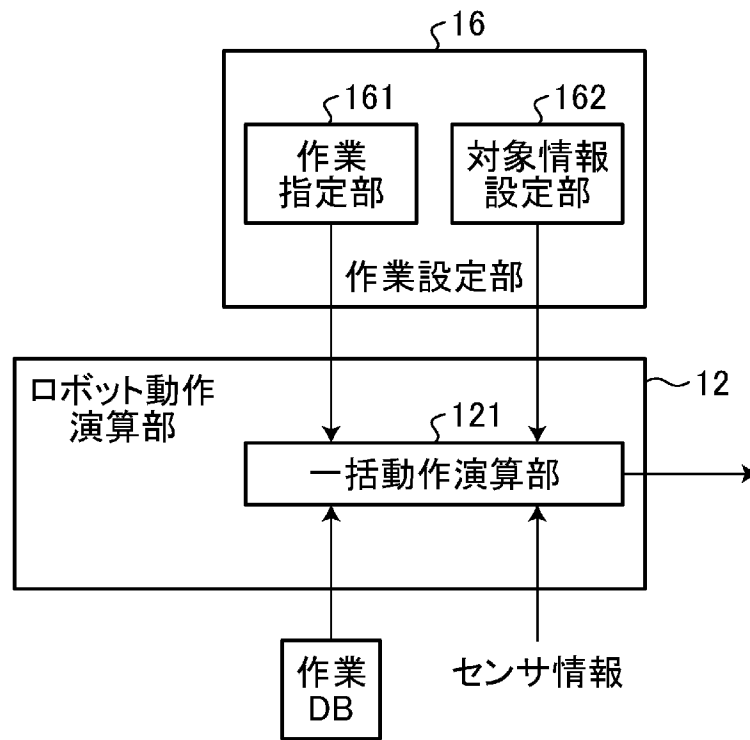 16
161
162
作業
指定部
対象情報
設定部
作業設定部
ロボット動作
演算部
12
121
一括動作演算部
作業
DB
センサ情報